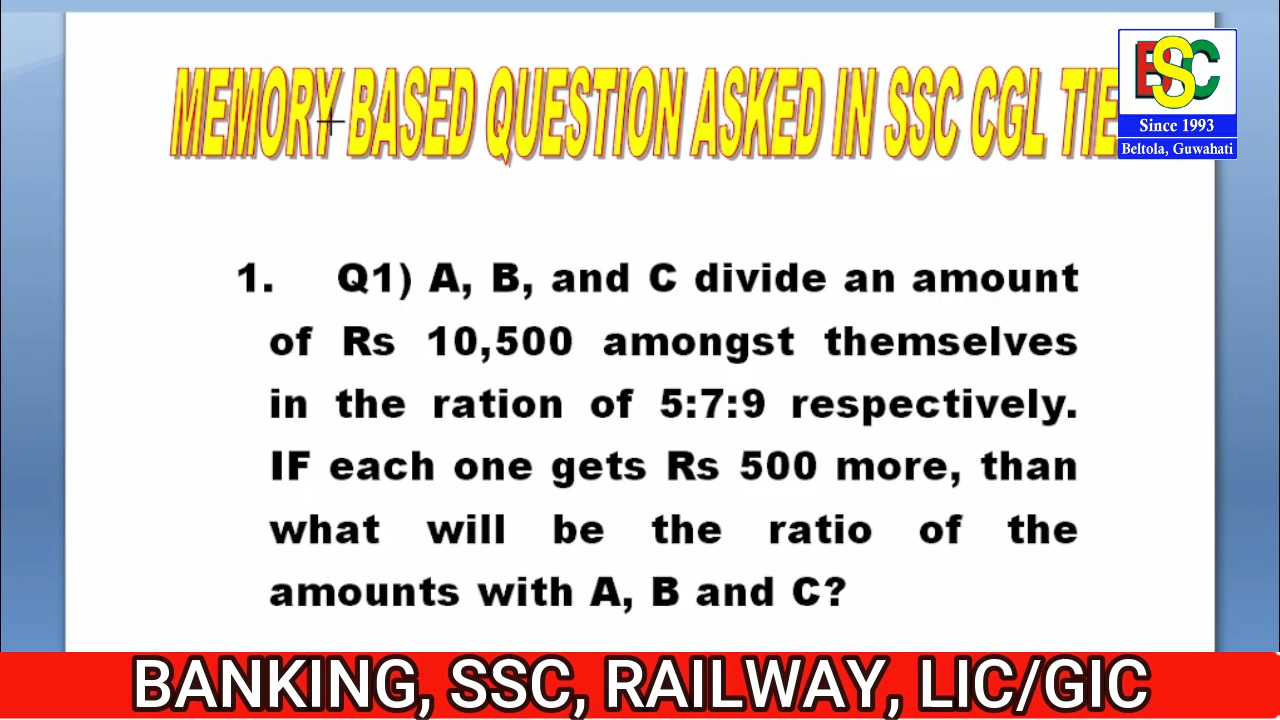 MEMORY BASED QUESTION ASKED IN SSC CGL TIE
ESC
Since 1993
Beltola, Guwahati
1. Q1) A, B, and C divide an amount
of Rs 10,500 amongst themselves
in the ration of 5:7:9 respectively.
IF each one gets Rs 500 more, than
what will be the ratio of the
amounts with A, B and C?
BANKING, SSC, RAILWAY, LIC/GIC